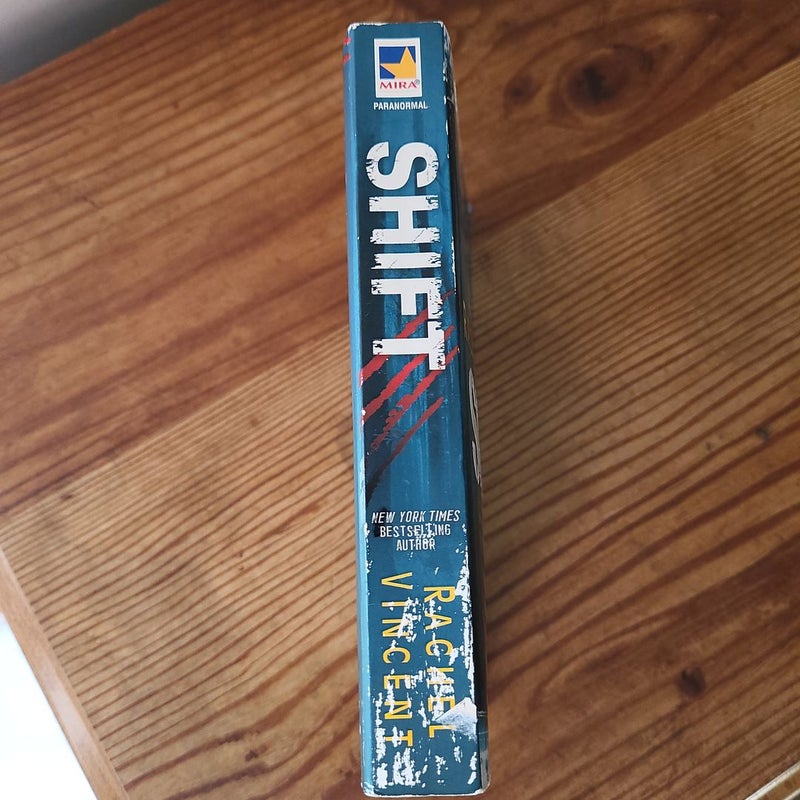 MIRA®
PARANORMAL
SHIFT
NEW YORK TIMES
BESTSELLING
AUTHOR
RACHEL
VINCENT